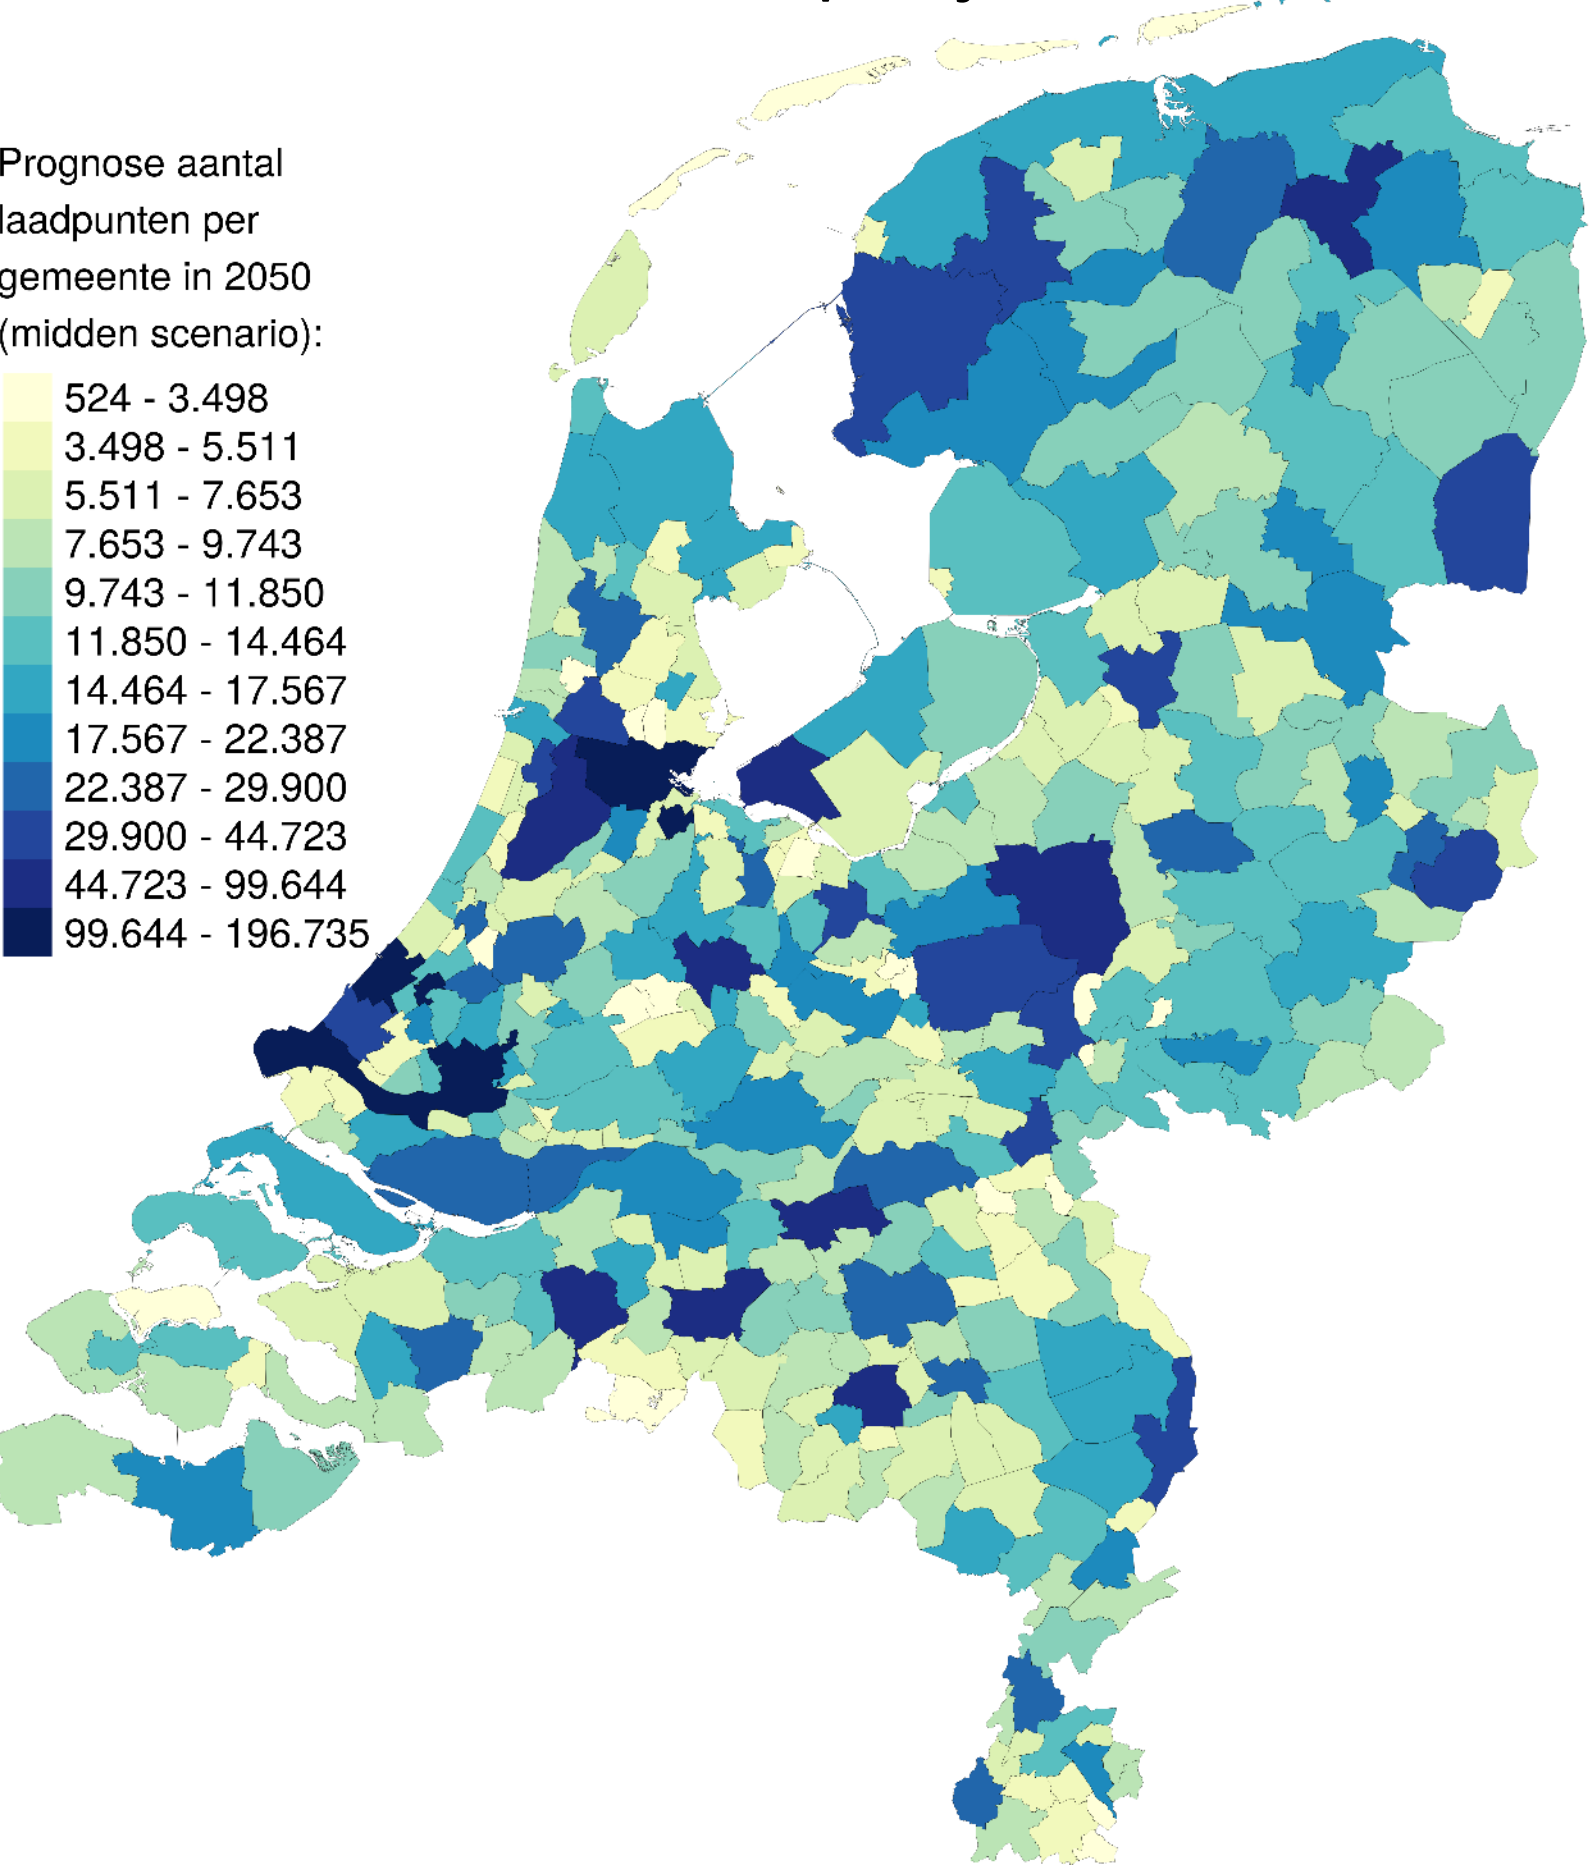 Prognose aantal
laadpunten per
gemeente in 2050
(midden scenario):
524 - 3.498
3.498 - 5.511
5.511 - 7.653
7.653 - 9.743
9.743 - 11.850
11.850 - 14.464
14.464 - 17.567
17.567 - 22.387
22.387 - 29.900
29.900 - 44.723
44.723 - 99.644
99.644 - 196.735